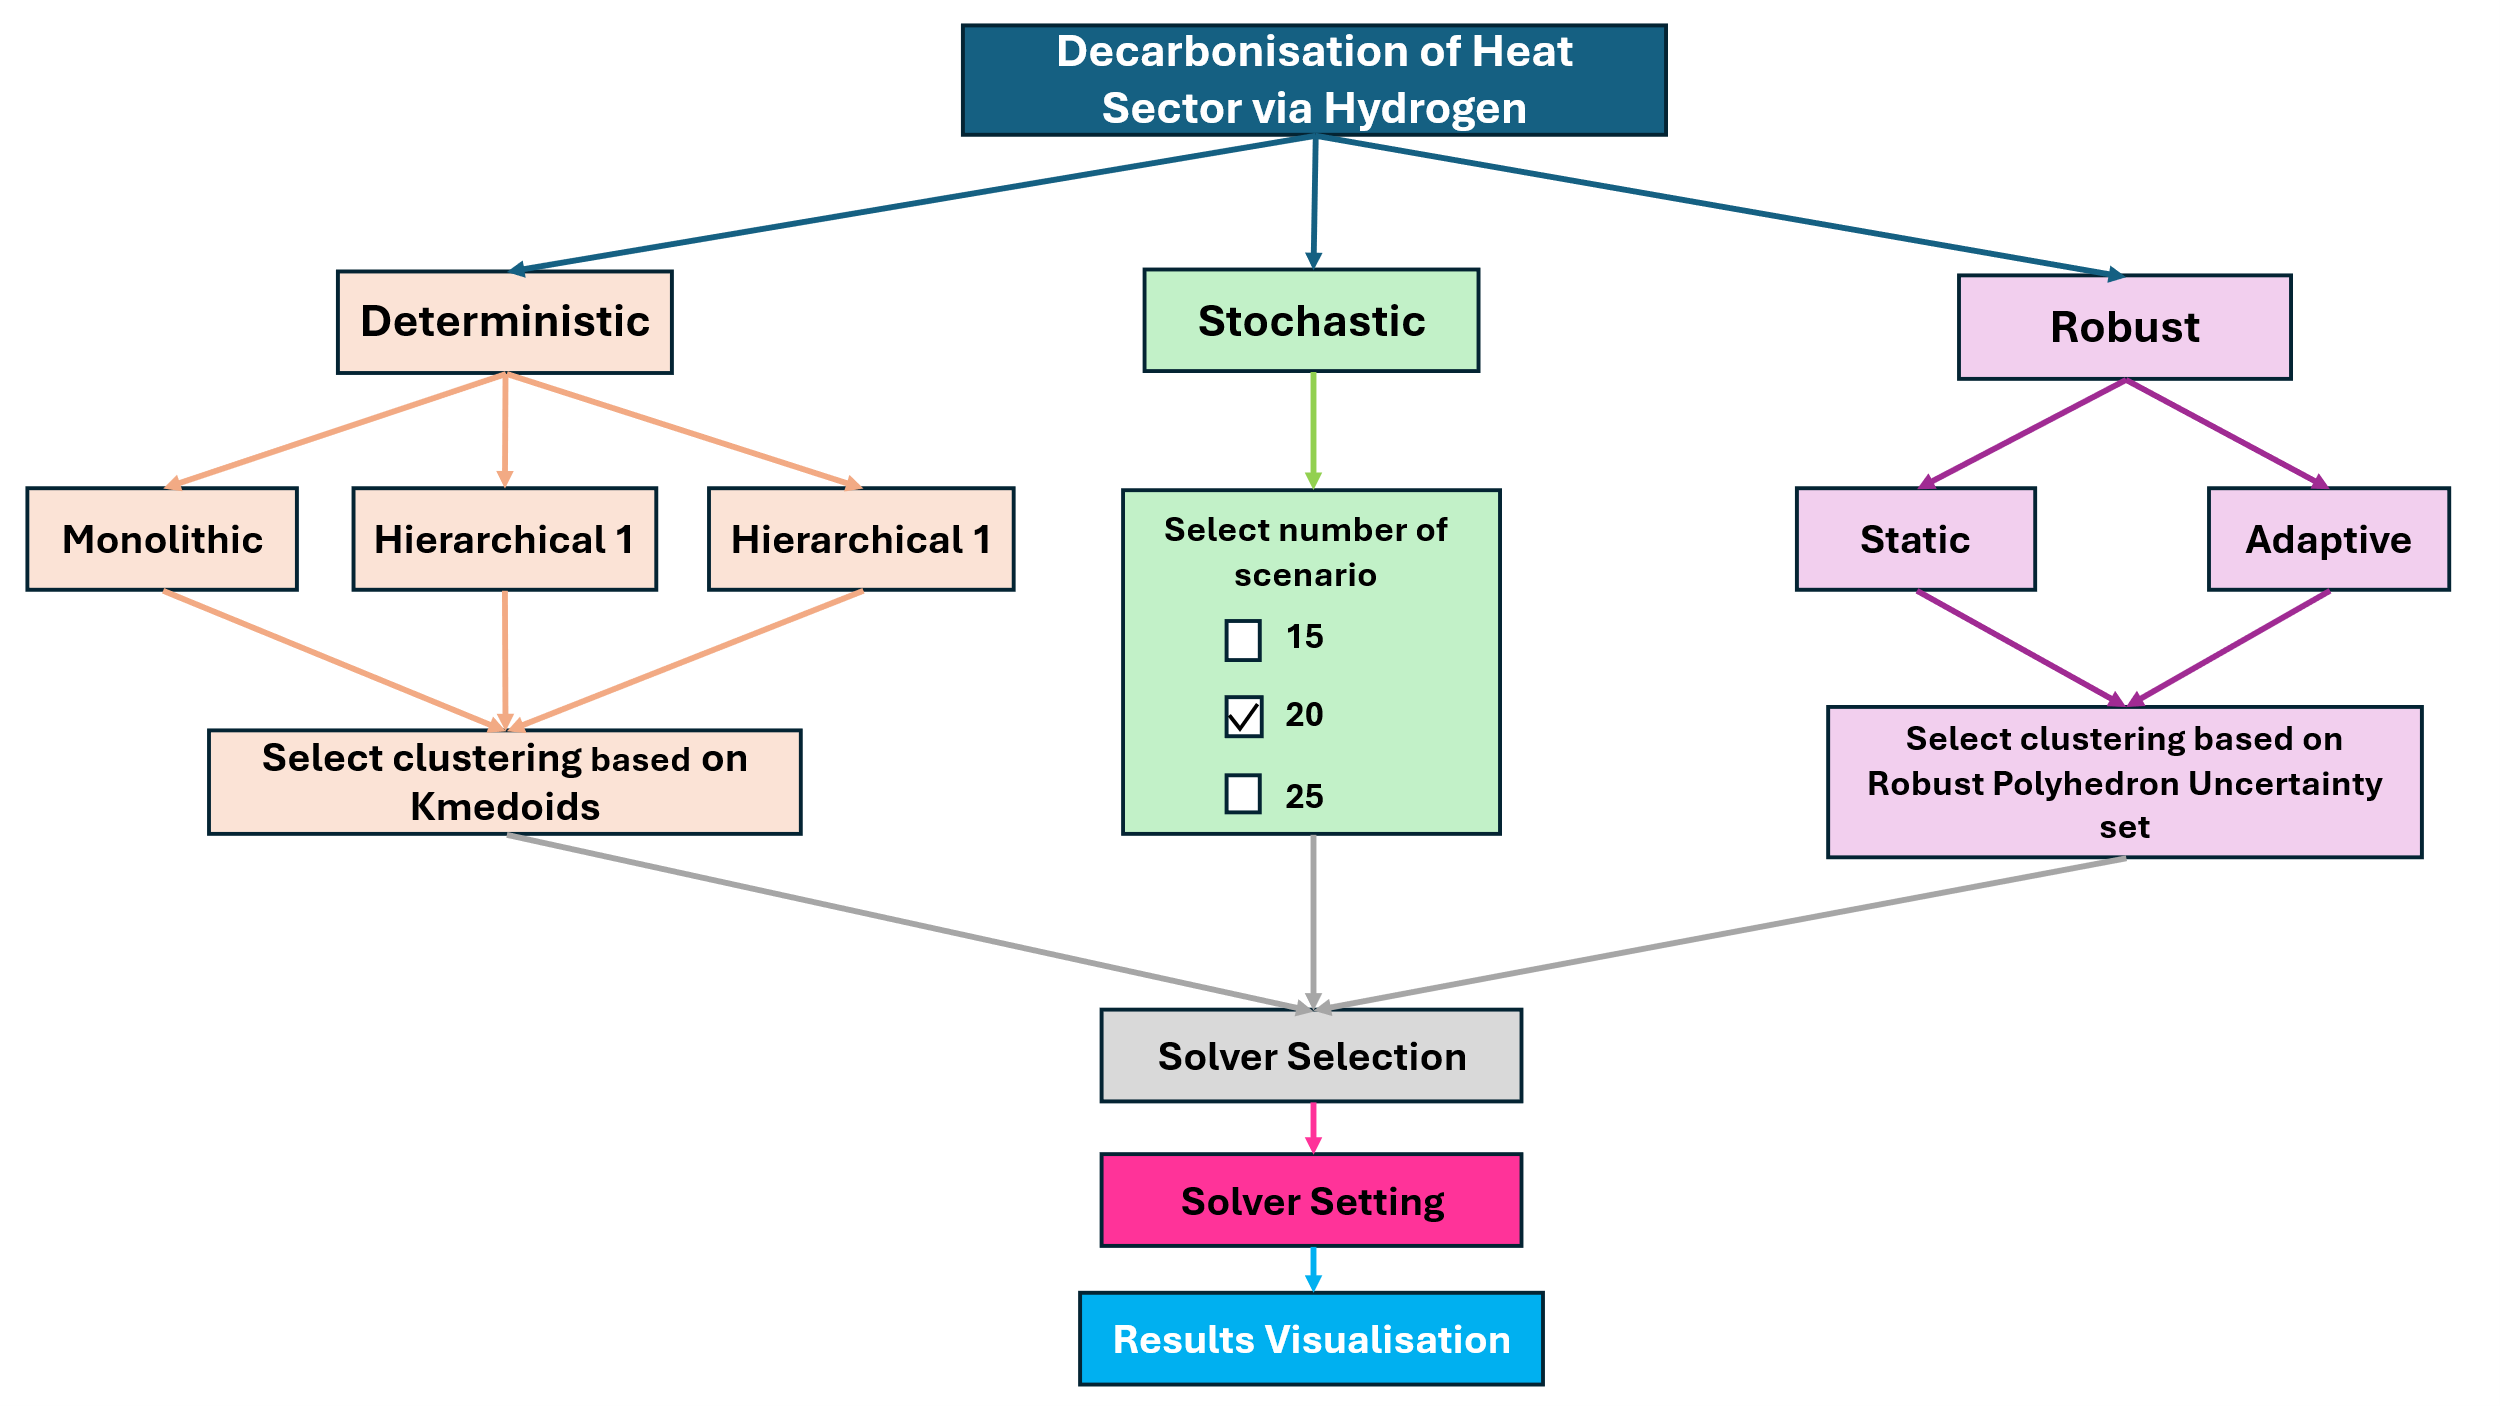 Decarbonisation of Heat
Sector via Hydrogen
Deterministic
Stochastic
Robust
Monolithic
Hierarchical 1
Hierarchical 1
Select number of
scenario
15
20
25
Static
Adaptive
Select clustering based on
Kmedoids
Select clustering based on
Robust Polyhedron Uncertainty
set
Solver Selection
Solver Setting
Results Visualisation